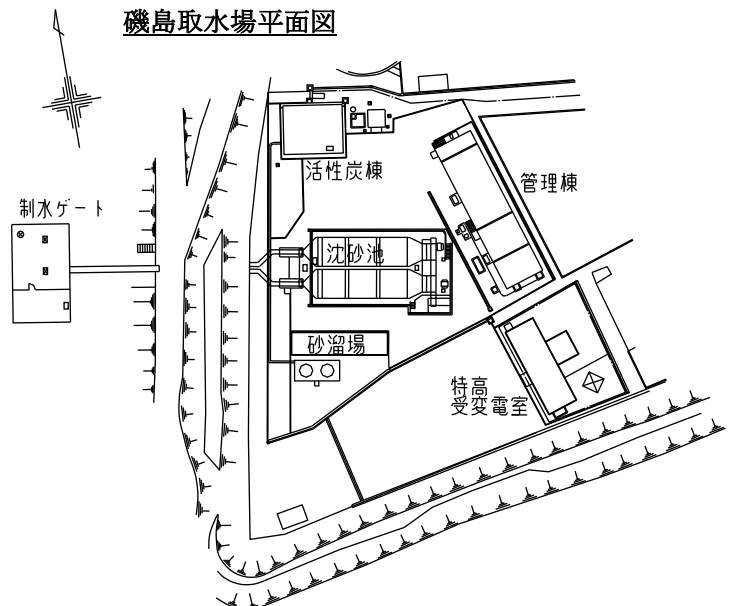 磯島取水場平面図
活性炭棟
管理棟
制水ゲート
沈砂池
砂溜場
特高
受変電室